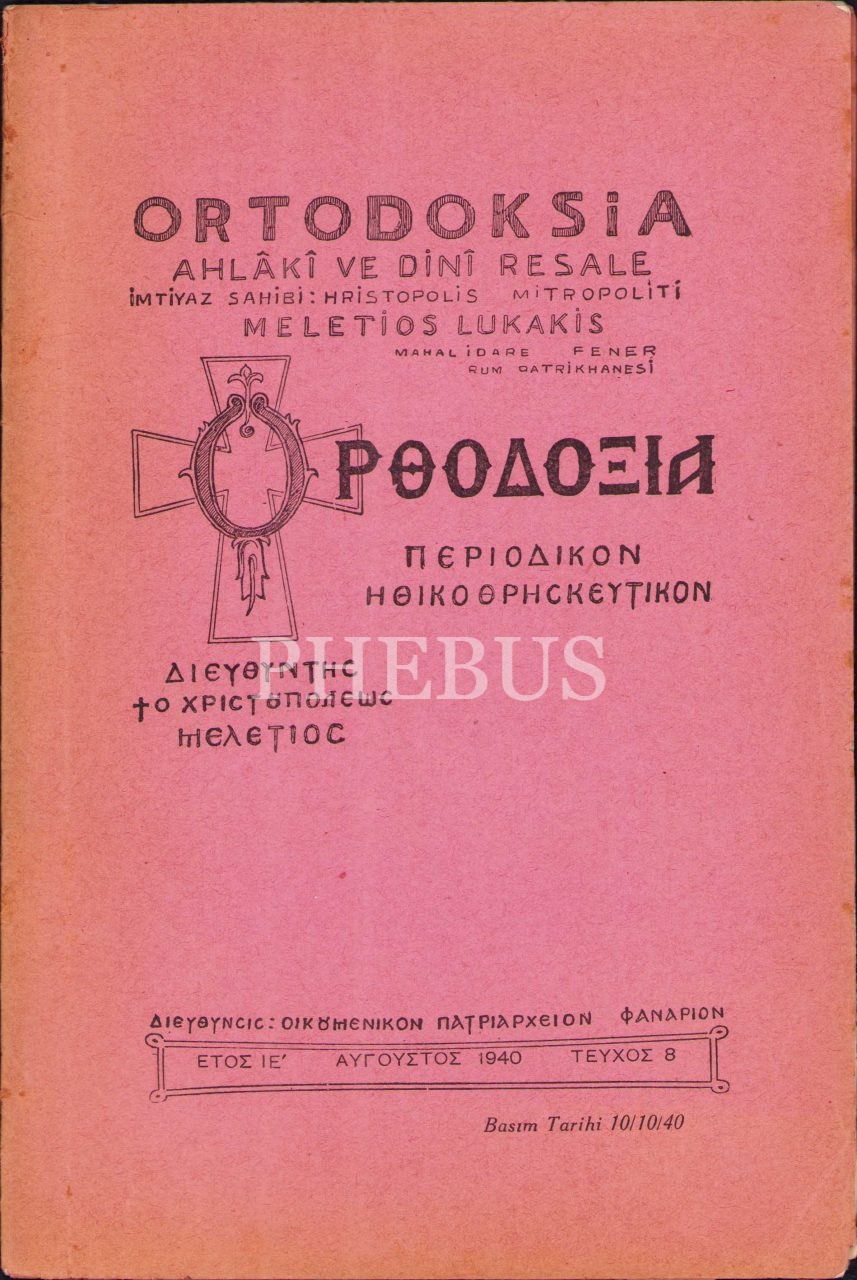 ORTODOKSiA
AHLÂKÎ VE DİNÎ RESALE
İMTİYAZ SAHİBİ: HRİSTOPOLİS MİTROPOLİTİ
MELETİOS LUKAKİS
MAHAL İDARE FENER
RUM PATRİKHANESİ
ΟΡΘΟΔΟΞΙΑ
ΠΕΡΙΟΔΙΚΟΝ
ΗΘΙΚΟΘΡΗϹΚΕΥΤΙΚΟΝ
PHEBUS
ΔΙΕΥΘΥΝΤΗϹ
†Ο ΧΡΙϹΤȢΠΟΛΕωϹ
ΜΕΛΕΤΙΟϹ
ΔΙΕΥΘΥΝϹΙϹ: ΟΙΚȢΜΕΝΙΚΟΝ ΠΑΤΡΙΑΡΧΕΙΟΝ ΦΑΝΑΡΙΟΝ
ΕΤΟΣ ΙΕ' ΑΥΓΟΥΣΤΟΣ 1940 ΤΕΥΧΟΣ 8
Basım Tarihi 10/10/40